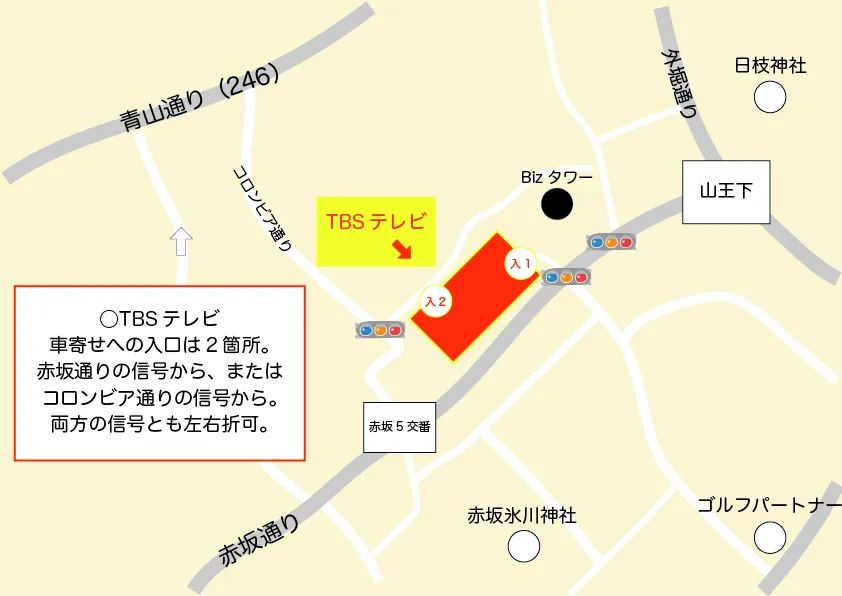 青山通り（246）
外堀通り
日枝神社
コロンビア通り
Biz タワー
山王下
TBS テレビ
入1
入2
○TBS テレビ
車寄せへの入口は２箇所。
赤坂通りの信号から、または
コロンビア通りの信号から。
両方の信号とも左右折可。
赤坂５交番
赤坂通り
赤坂氷川神社
ゴルフパートナー